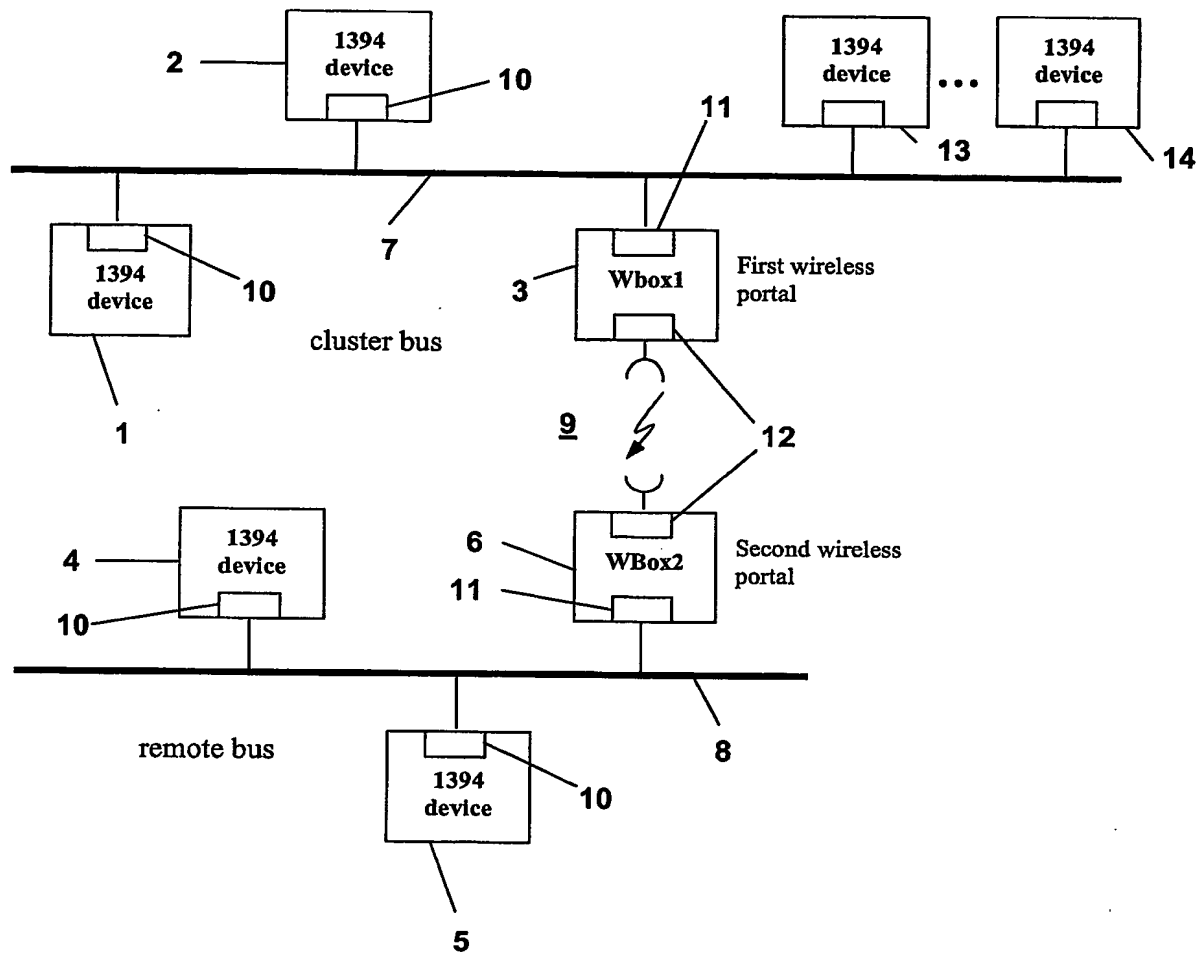 1394
device
2
10
1394
device
1394
device
11
13
14
7
1394
device
10
3
Wbox1
First wireless
portal
cluster bus
1
9
12
4
1394
device
10
6
WBox2
Second wireless
portal
11
8
remote bus
1394
device
10
5